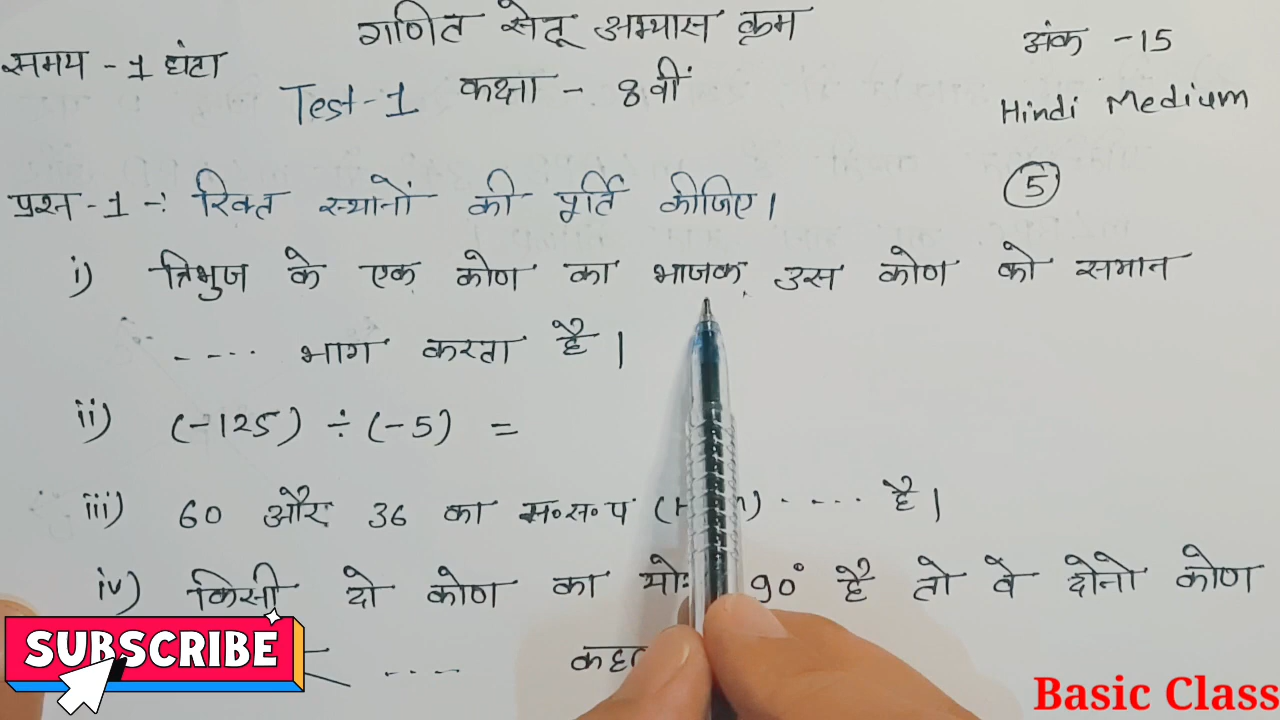 गणित सेतू अभ्यास क्रम
समय - 1 घंटा
अंक - 15
Test-1 कक्षा - 8वीं
Hindi Medium
प्रश्न-1 -: रिक्त स्थानों की पूर्ति कीजिए।
5
i) त्रिभुज के एक कोण का भाजक उस कोण को समान
---- भाग करता है।
ii) (-125) ÷ (-5) =
iii) 60 और 36 का स॰स॰प ---- है।
iv) किसी दो कोण का 90° है तो वे दोनो कोण
----
SUBSCRIBE
Basic Class